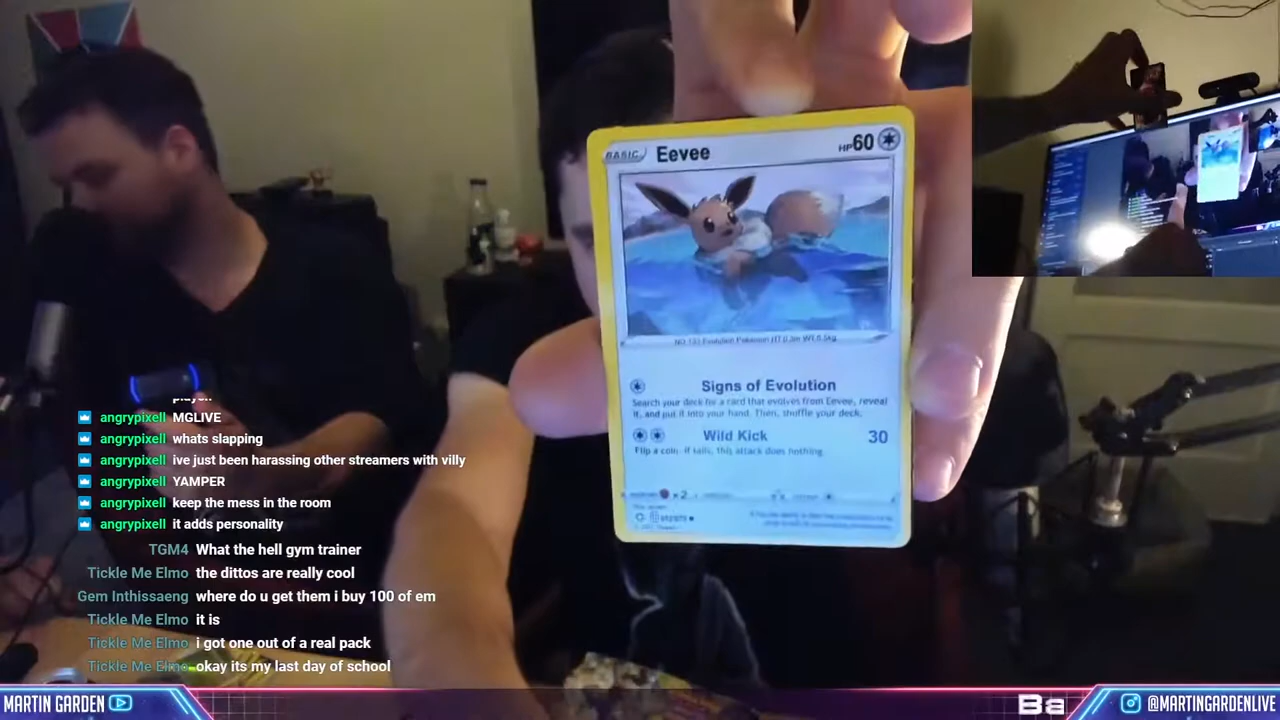 BASIC Eevee HP60
NO.133 Evolution Pokémon
Signs of Evolution
Search your deck for a card that evolves from Eevee, reveal
it, and put it into your hand. Then, shuffle your deck.
Wild Kick 30
Flip a coin. If tails, this attack does nothing.
×2
angrypixell MGLIVE
angrypixell whats slapping
angrypixell ive just been harassing other streamers with villy
angrypixell YAMPER
angrypixell keep the mess in the room
angrypixell it adds personality
TGM4 What the hell gym trainer
Tickle Me Elmo the dittos are really cool
Gem Inthissaeng where do u get them i buy 100 of em
Tickle Me Elmo it is
Tickle Me Elmo i got one out of a real pack
Tickle Me Elmo okay its my last day of school
MARTIN GARDEN
Ba
@MARTINGARDENLIVE